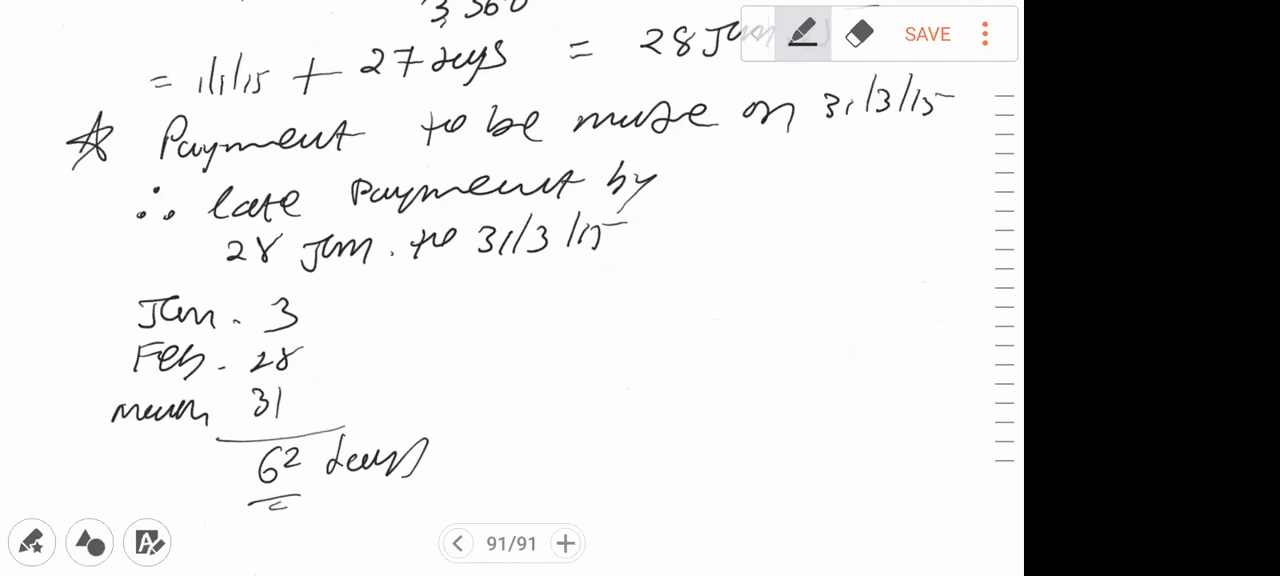 3,560
= 1/1/15 + 27 days = 28 Jan
SAVE
☆ Payment to be made on 31/3/15
∴ late payment by
28 Jan. to 31/3/15
Jan. 3
Feb. 28
March 31
62 days
91/91